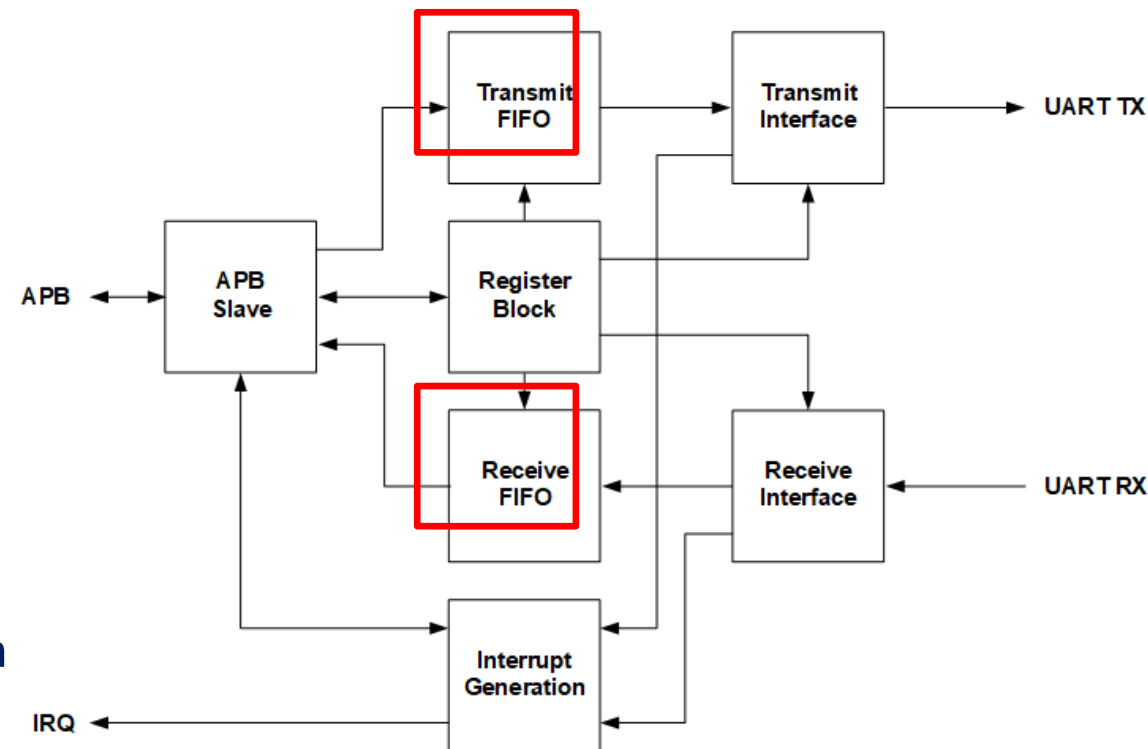 Transmit
FIFO
Transmit
Interface
UART TX
APB
APB
Slave
Register
Block
Receive
FIFO
Receive
Interface
UART RX
Interrupt
Generation
IRQ